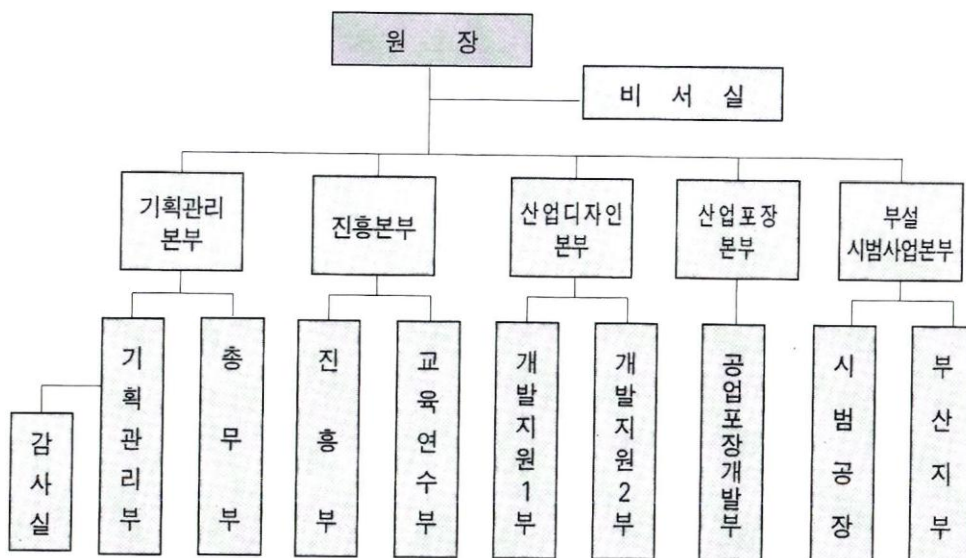 원 장
비 서 실
기획관리
본부
진흥본부
산업디자인
본부
산업포장
본부
부설
시범사업본부
감사실
기획관리부
총무부
진흥부
교육연수부
개발지원1부
개발지원2부
공업포장개발부
시범공장
부산지부